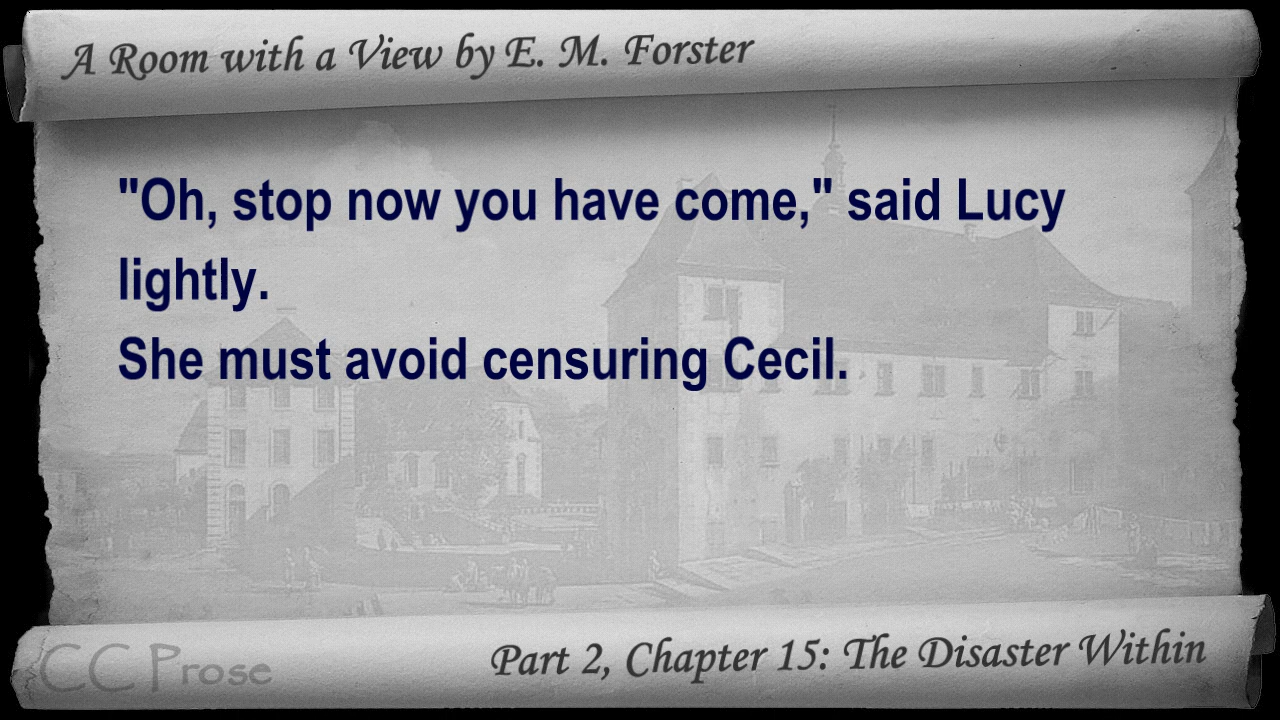 A Room with a View by E. M. Forster
"Oh, stop now you have come," said Lucy
lightly.
She must avoid censuring Cecil.
CC Prose
Part 2, Chapter 15: The Disaster Within